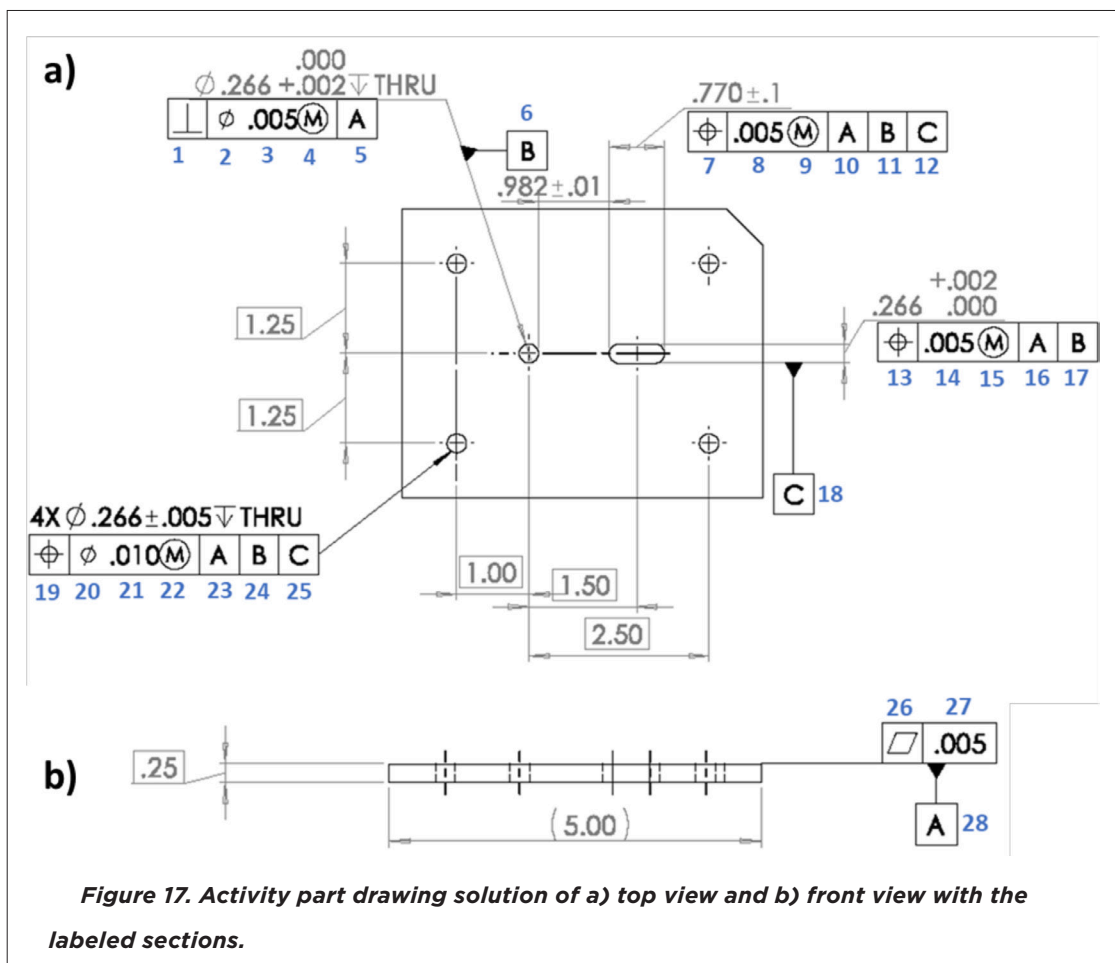 a)
.000
∅ .266 +.002 ↧ THRU
⟂ ∅ .005 Ⓜ A
1 2 3 4 5
6
B
.770±.1
⌖ .005 Ⓜ A B C
7 8 9 10 11 12
.982±.01
+.002
.266 .000
⌖ .005 Ⓜ A B
13 14 15 16 17
1.25
1.25
C 18
4X ∅ .266±.005 ↧ THRU
⌖ ∅ .010 Ⓜ A B C
19 20 21 22 23 24 25
1.00
1.50
2.50
26 27
⏥ .005
b)
.25
(5.00)
A 28
Figure 17. Activity part drawing solution of a) top view and b) front view with the
labeled sections.